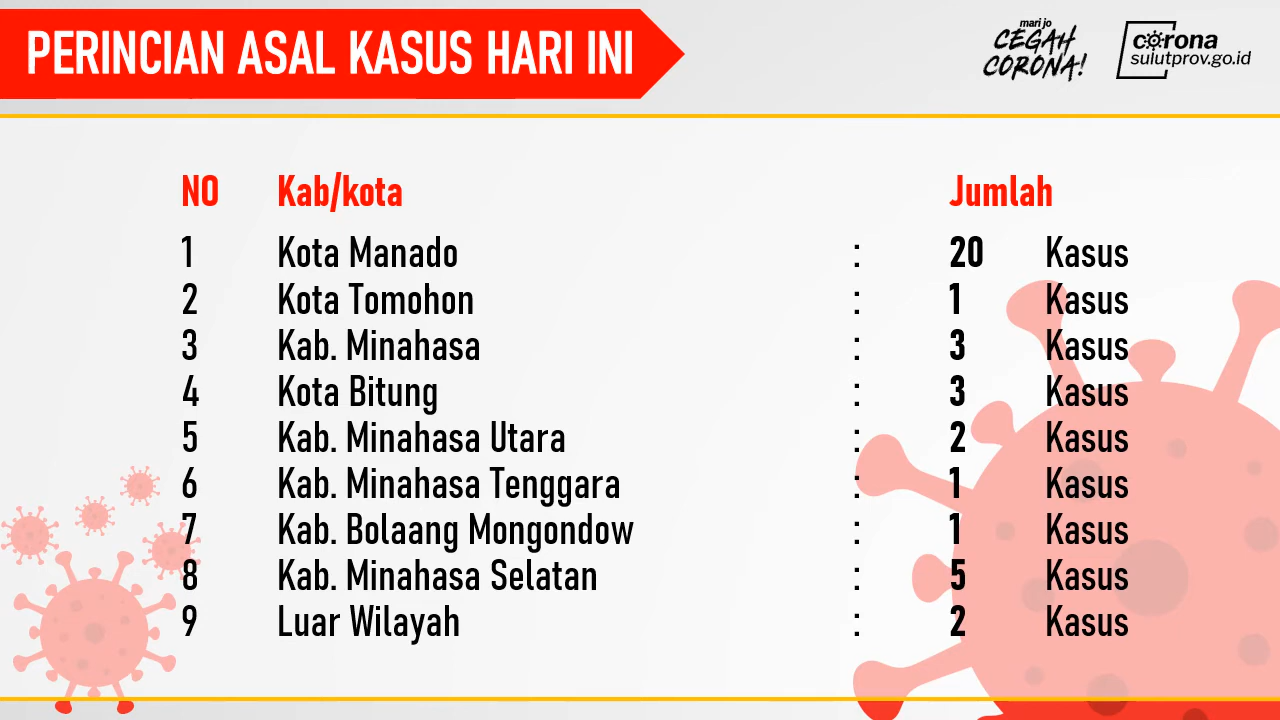 PERINCIAN ASAL KASUS HARI INI
mari jo
CEGAH
CORONA!
corona
sulutprov.go.id
NO Kab/kota Jumlah
1 Kota Manado : 20 Kasus
2 Kota Tomohon : 1 Kasus
3 Kab. Minahasa : 3 Kasus
4 Kota Bitung : 3 Kasus
5 Kab. Minahasa Utara : 2 Kasus
6 Kab. Minahasa Tenggara : 1 Kasus
7 Kab. Bolaang Mongondow : 1 Kasus
8 Kab. Minahasa Selatan : 5 Kasus
9 Luar Wilayah : 2 Kasus